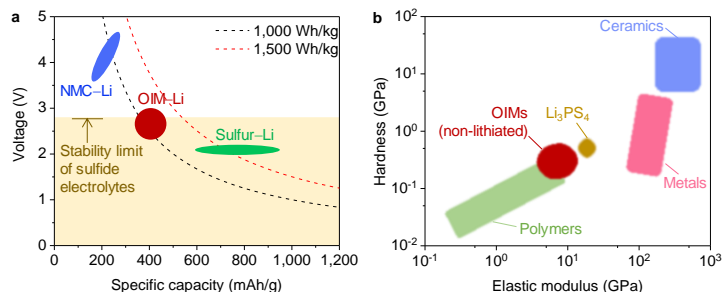 a
5
4
3
2
1
0
Voltage (V)
0
200
400
600
800
1,000
1,200
Specific capacity (mAh/g)
1,000 Wh/kg
1,500 Wh/kg
NMC–Li
OIM–Li
Sulfur–Li
Stability limit
of sulfide
electrolytes
b
10²
10¹
10⁰
10⁻¹
10⁻²
Hardness (GPa)
10⁻¹
10⁰
10¹
10²
10³
Elastic modulus (GPa)
Ceramics
OIMs
(non-lithiated)
Li₃PS₄
Metals
Polymers